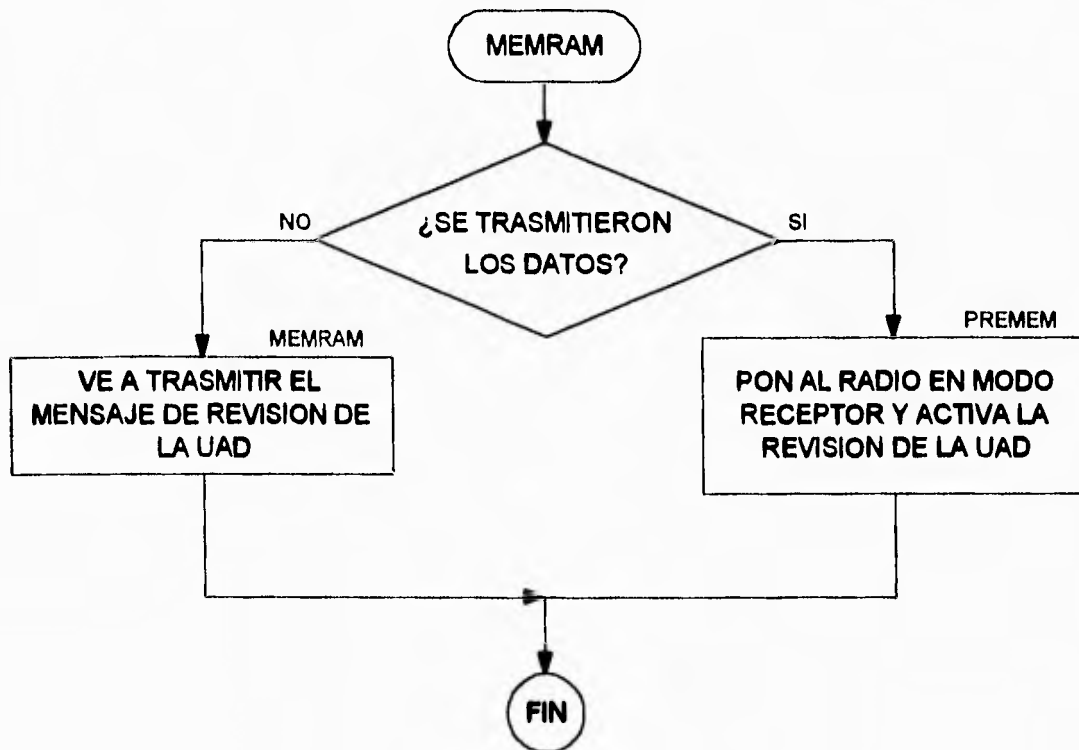 MEMRAM
¿SE TRASMITIERON
LOS DATOS?
NO
SI
MEMRAM
VE A TRASMITIR EL
MENSAJE DE REVISION DE
LA UAD
PREMEM
PON AL RADIO EN MODO
RECEPTOR Y ACTIVA LA
REVISION DE LA UAD
FIN